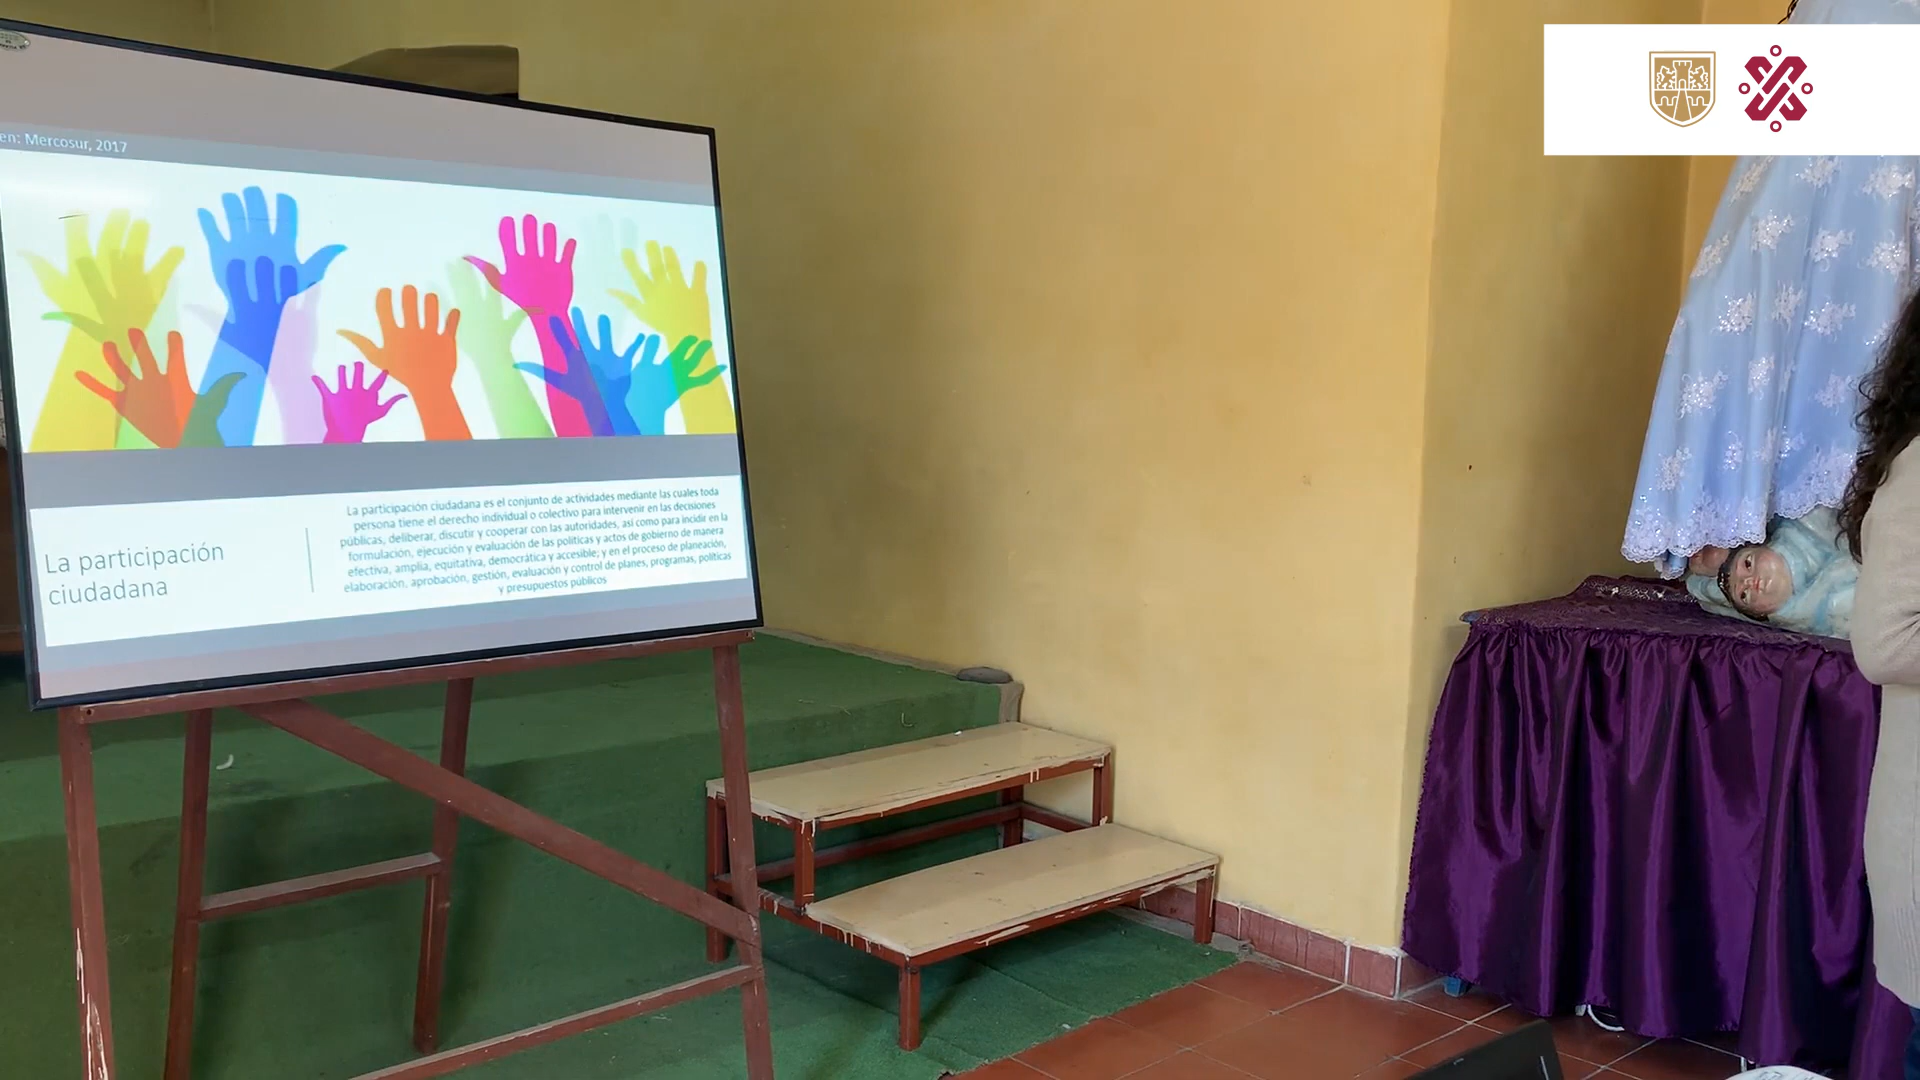 en: Mercosur, 2017
La participación
ciudadana
La participación ciudadana es el conjunto de actividades mediante las cuales toda
persona tiene el derecho individual o colectivo para intervenir en las decisiones
públicas, deliberar, discutir y cooperar con las autoridades, así como para incidir en la
formulación, ejecución y evaluación de las políticas y actos de gobierno de manera
efectiva, amplia, equitativa, democrática y accesible; y en el proceso de planeación,
elaboración, aprobación, gestión, evaluación y control de planes, programas, políticas
y presupuestos públicos